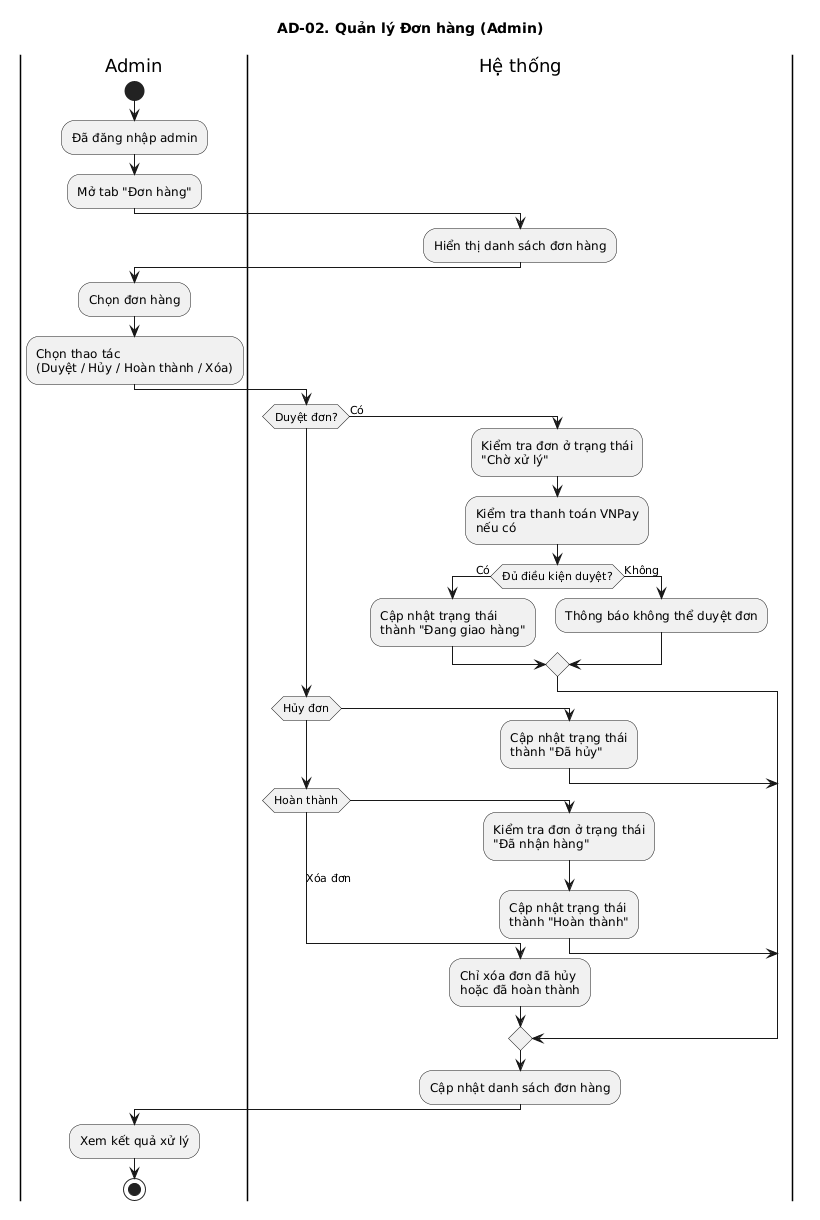 AD-02. Quản lý Đơn hàng (Admin)
Admin
Hệ thống
Đã đăng nhập admin
Mở tab "Đơn hàng"
Hiển thị danh sách đơn hàng
Chọn đơn hàng
Chọn thao tác
(Duyệt / Hủy / Hoàn thành / Xóa)
Duyệt đơn?
Có
Kiểm tra đơn ở trạng thái
"Chờ xử lý"
Kiểm tra thanh toán VNPay
nếu có
Có
Đủ điều kiện duyệt?
Không
Cập nhật trạng thái
thành "Đang giao hàng"
Thông báo không thể duyệt đơn
Hủy đơn
Cập nhật trạng thái
thành "Đã hủy"
Hoàn thành
Kiểm tra đơn ở trạng thái
"Đã nhận hàng"
Xóa đơn
Cập nhật trạng thái
thành "Hoàn thành"
Chỉ xóa đơn đã hủy
hoặc đã hoàn thành
Cập nhật danh sách đơn hàng
Xem kết quả xử lý